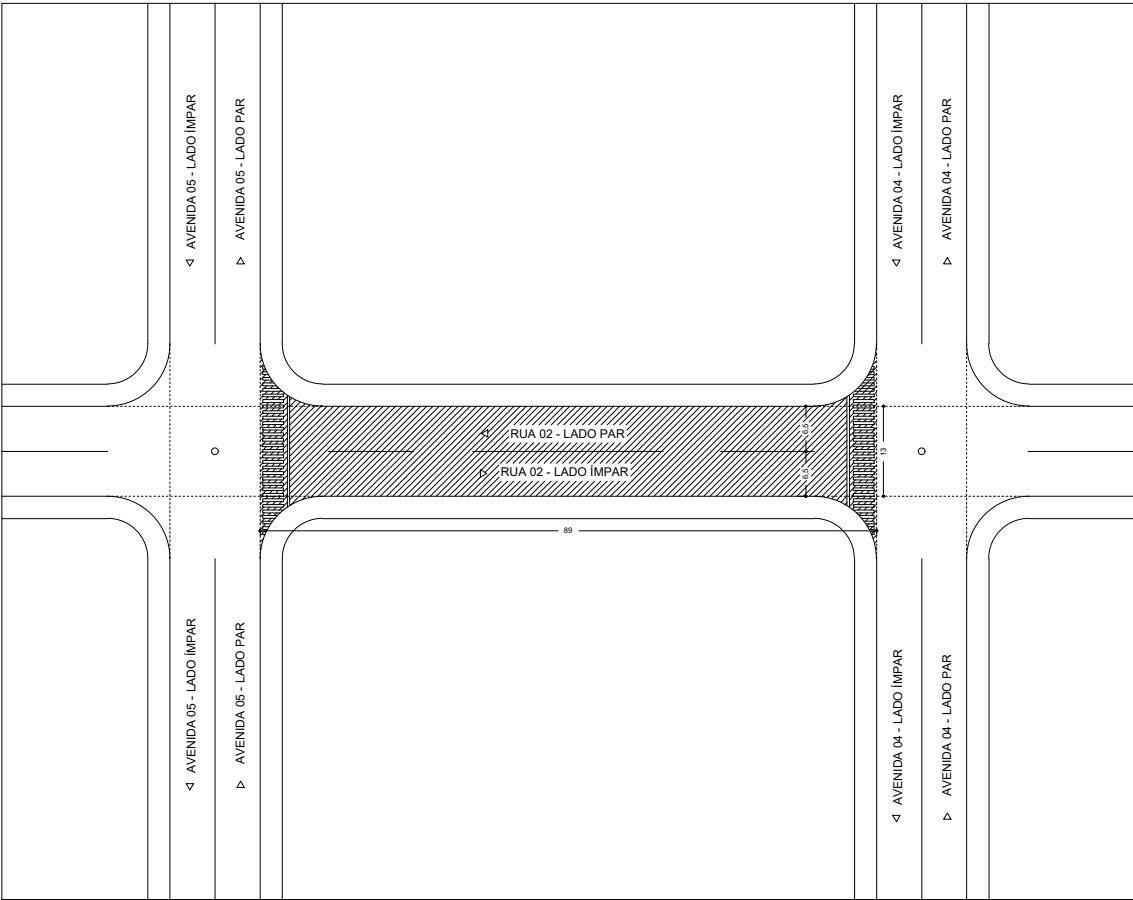 AVENIDA 05 - LADO ÍMPAR
AVENIDA 05 - LADO PAR
AVENIDA 04 - LADO ÍMPAR
AVENIDA 04 - LADO PAR
RUA 02 - LADO PAR
RUA 02 - LADO ÍMPAR
6,5
6,5
13
89
AVENIDA 05 - LADO ÍMPAR
AVENIDA 05 - LADO PAR
AVENIDA 04 - LADO ÍMPAR
AVENIDA 04 - LADO PAR